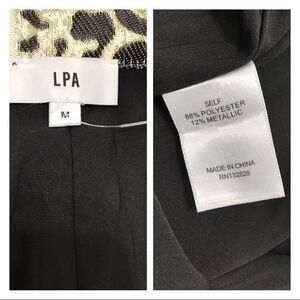 LPA
M
SELF
88% POLYESTER
12% METALLIC
MADE IN CHINA
RN132829